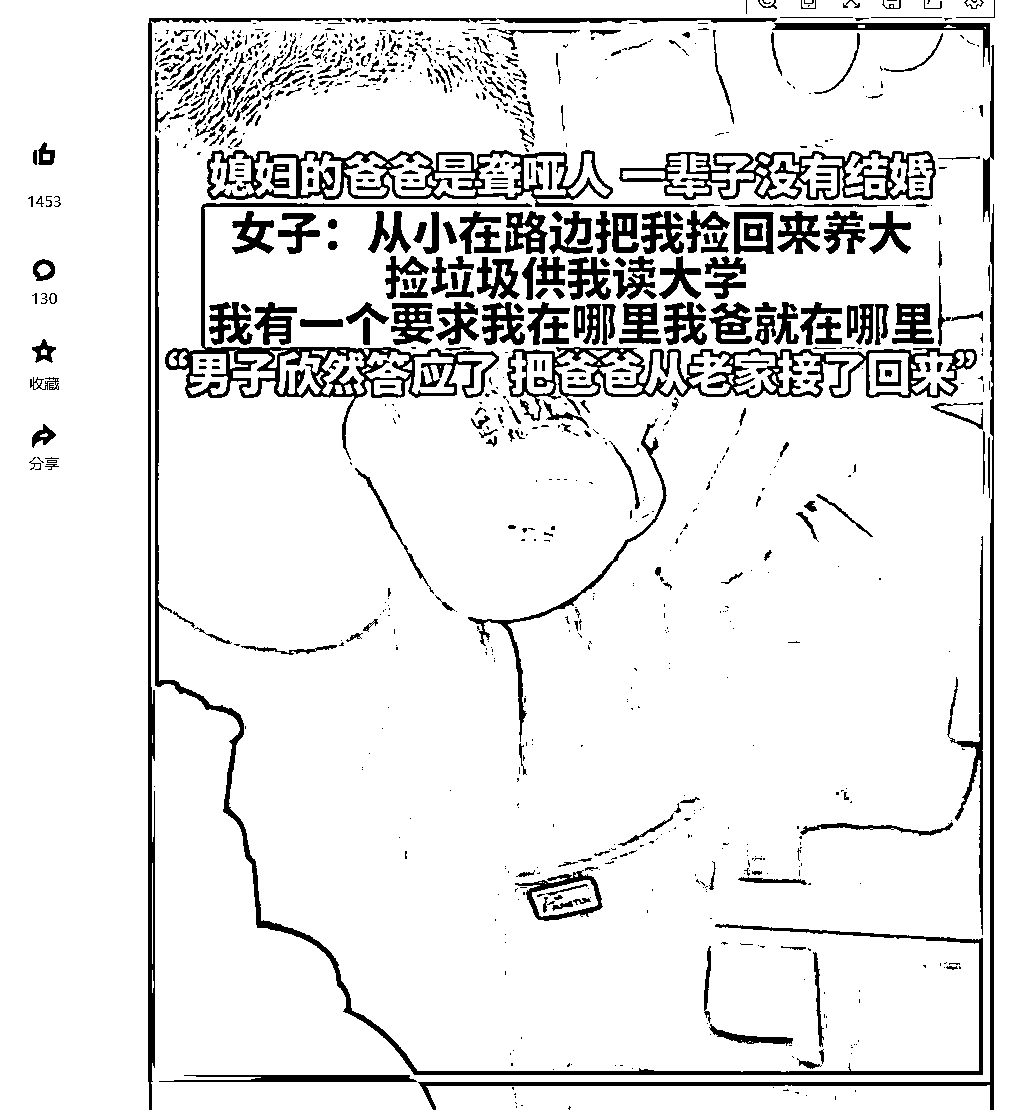 媳妇的爸爸是聋哑人 一辈子没有结婚
女子：从小在路边把我捡回来养大
捡垃圾供我读大学
我有一个要求我在哪里我爸就在哪里
“男子欣然答应了 把爸爸从老家接了回来”
1453
130
收藏
分享